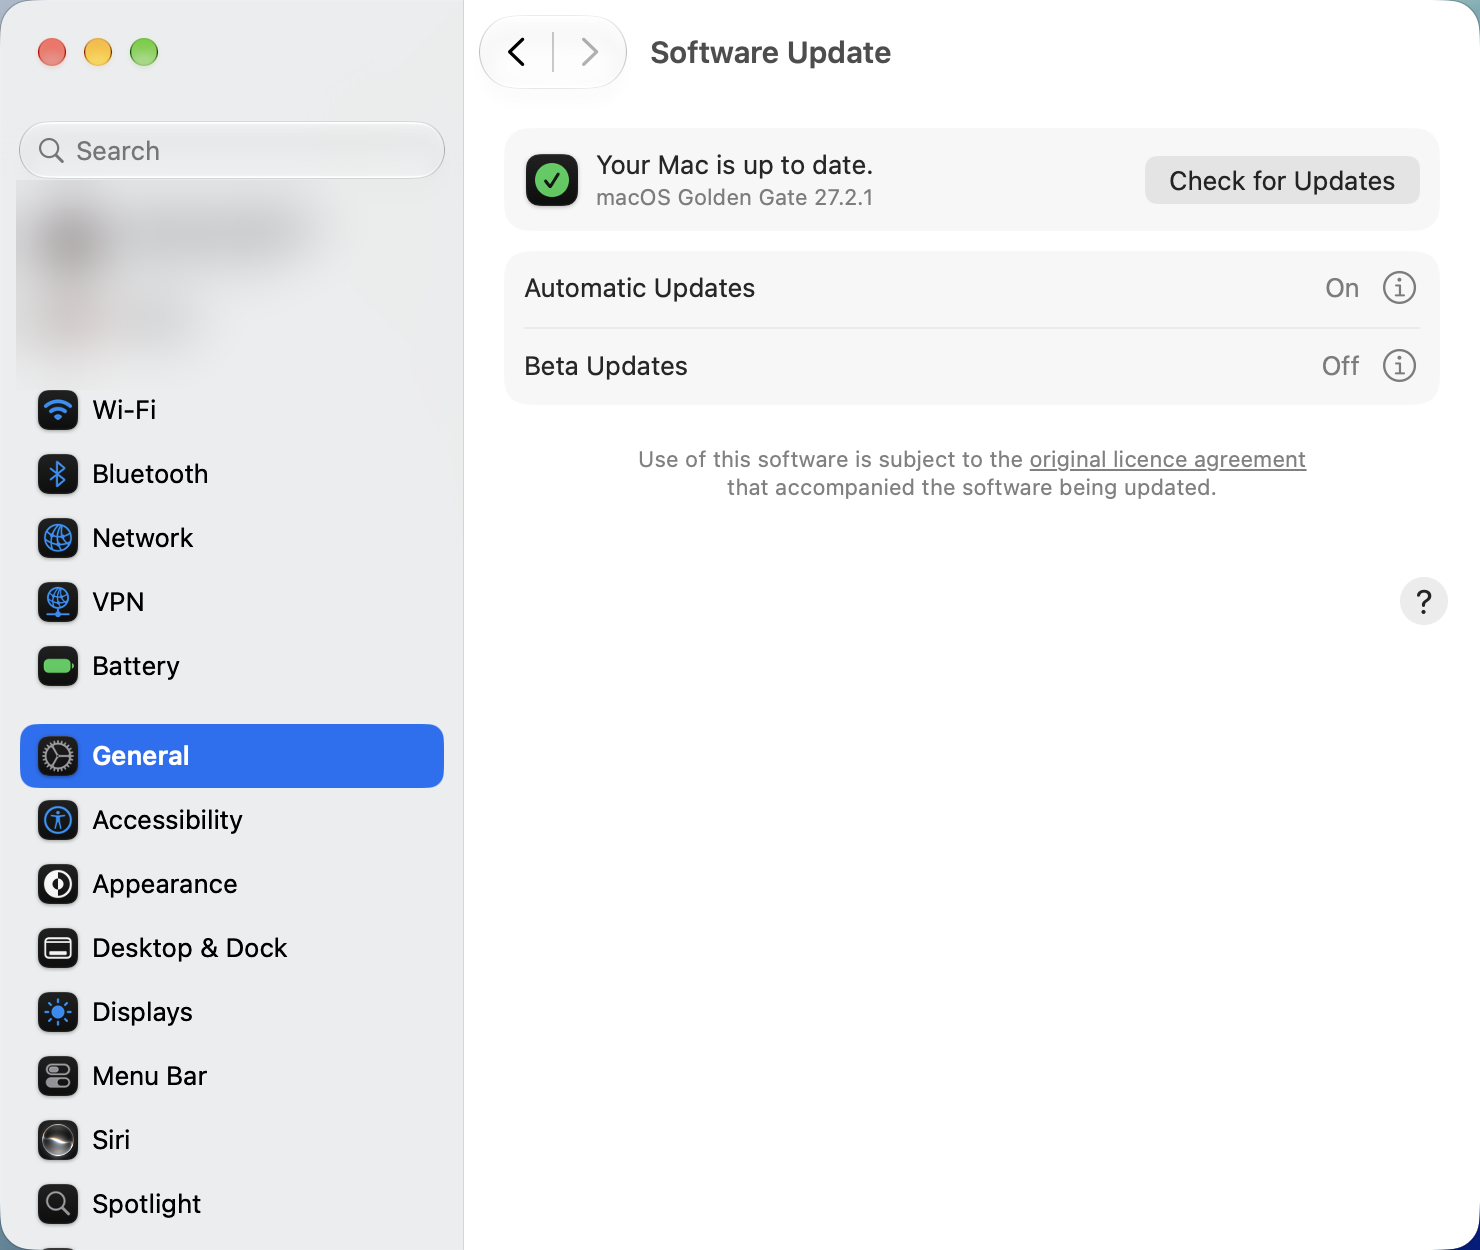 Search
Wi-Fi
Bluetooth
Network
VPN
Battery
General
Accessibility
Appearance
Desktop & Dock
Displays
Menu Bar
Siri
Spotlight
Software Update
Your Mac is up to date.
macOS Golden Gate 27.2.1
Check for Updates
Automatic Updates
On
Beta Updates
Off
Use of this software is subject to the original licence agreement
that accompanied the software being updated.
?